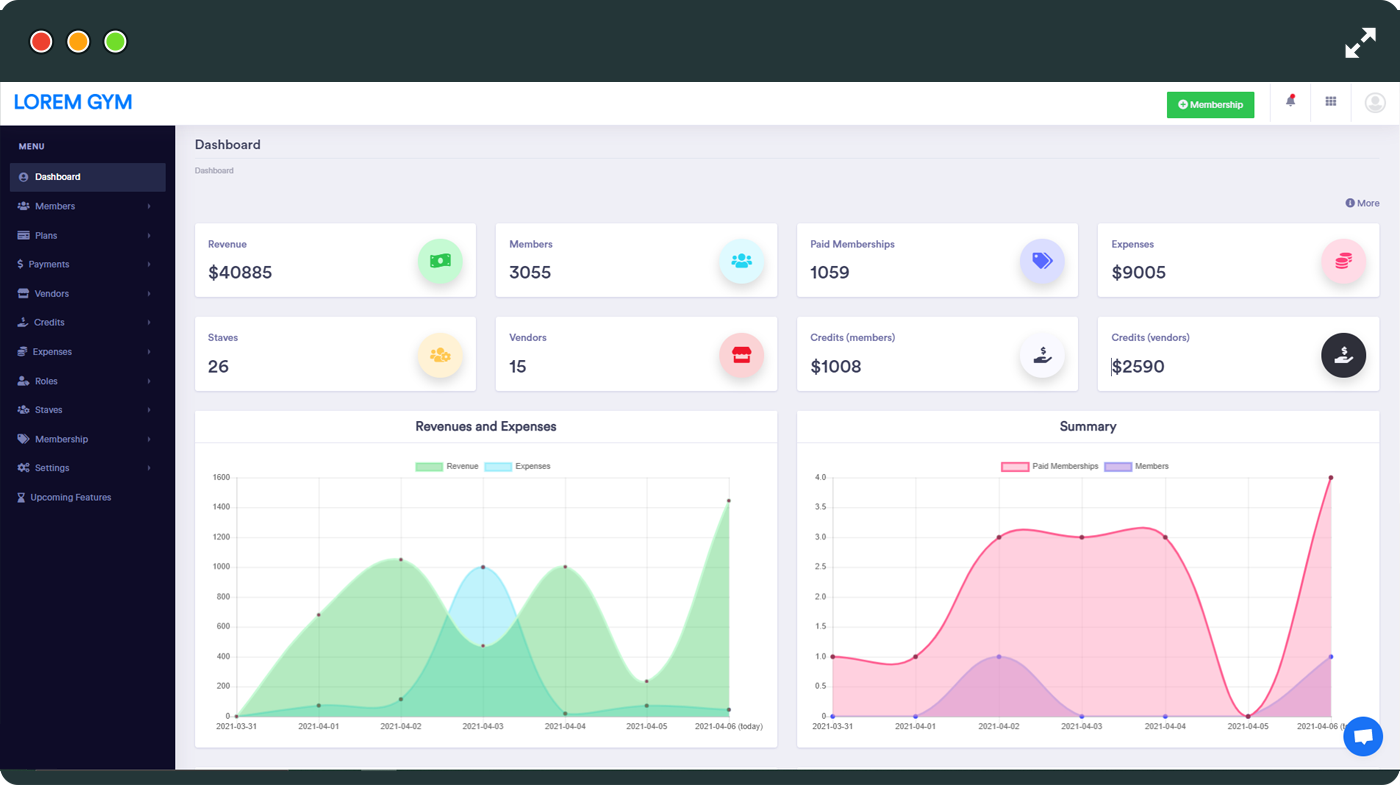 LOREM GYM
Membership
MENU
Dashboard
Members
Plans
Payments
Vendors
Credits
Expenses
Roles
Staves
Membership
Settings
Upcoming Features
Dashboard
Dashboard
More
Revenue
$40885
Members
3055
Paid Memberships
1059
Expenses
$9005
Staves
26
Vendors
15
Credits (members)
$1008
Credits (vendors)
$2590
Revenues and Expenses
Revenue Expenses
1600
1400
1200
1000
800
600
400
200
0
2021-03-31 2021-04-01 2021-04-02 2021-04-03 2021-04-04 2021-04-05 2021-04-06 (today)
Summary
Paid Memberships Members
4.0
3.5
3.0
2.5
2.0
1.5
1.0
0.5
0
2021-03-31 2021-04-01 2021-04-02 2021-04-03 2021-04-04 2021-04-05 2021-04-06